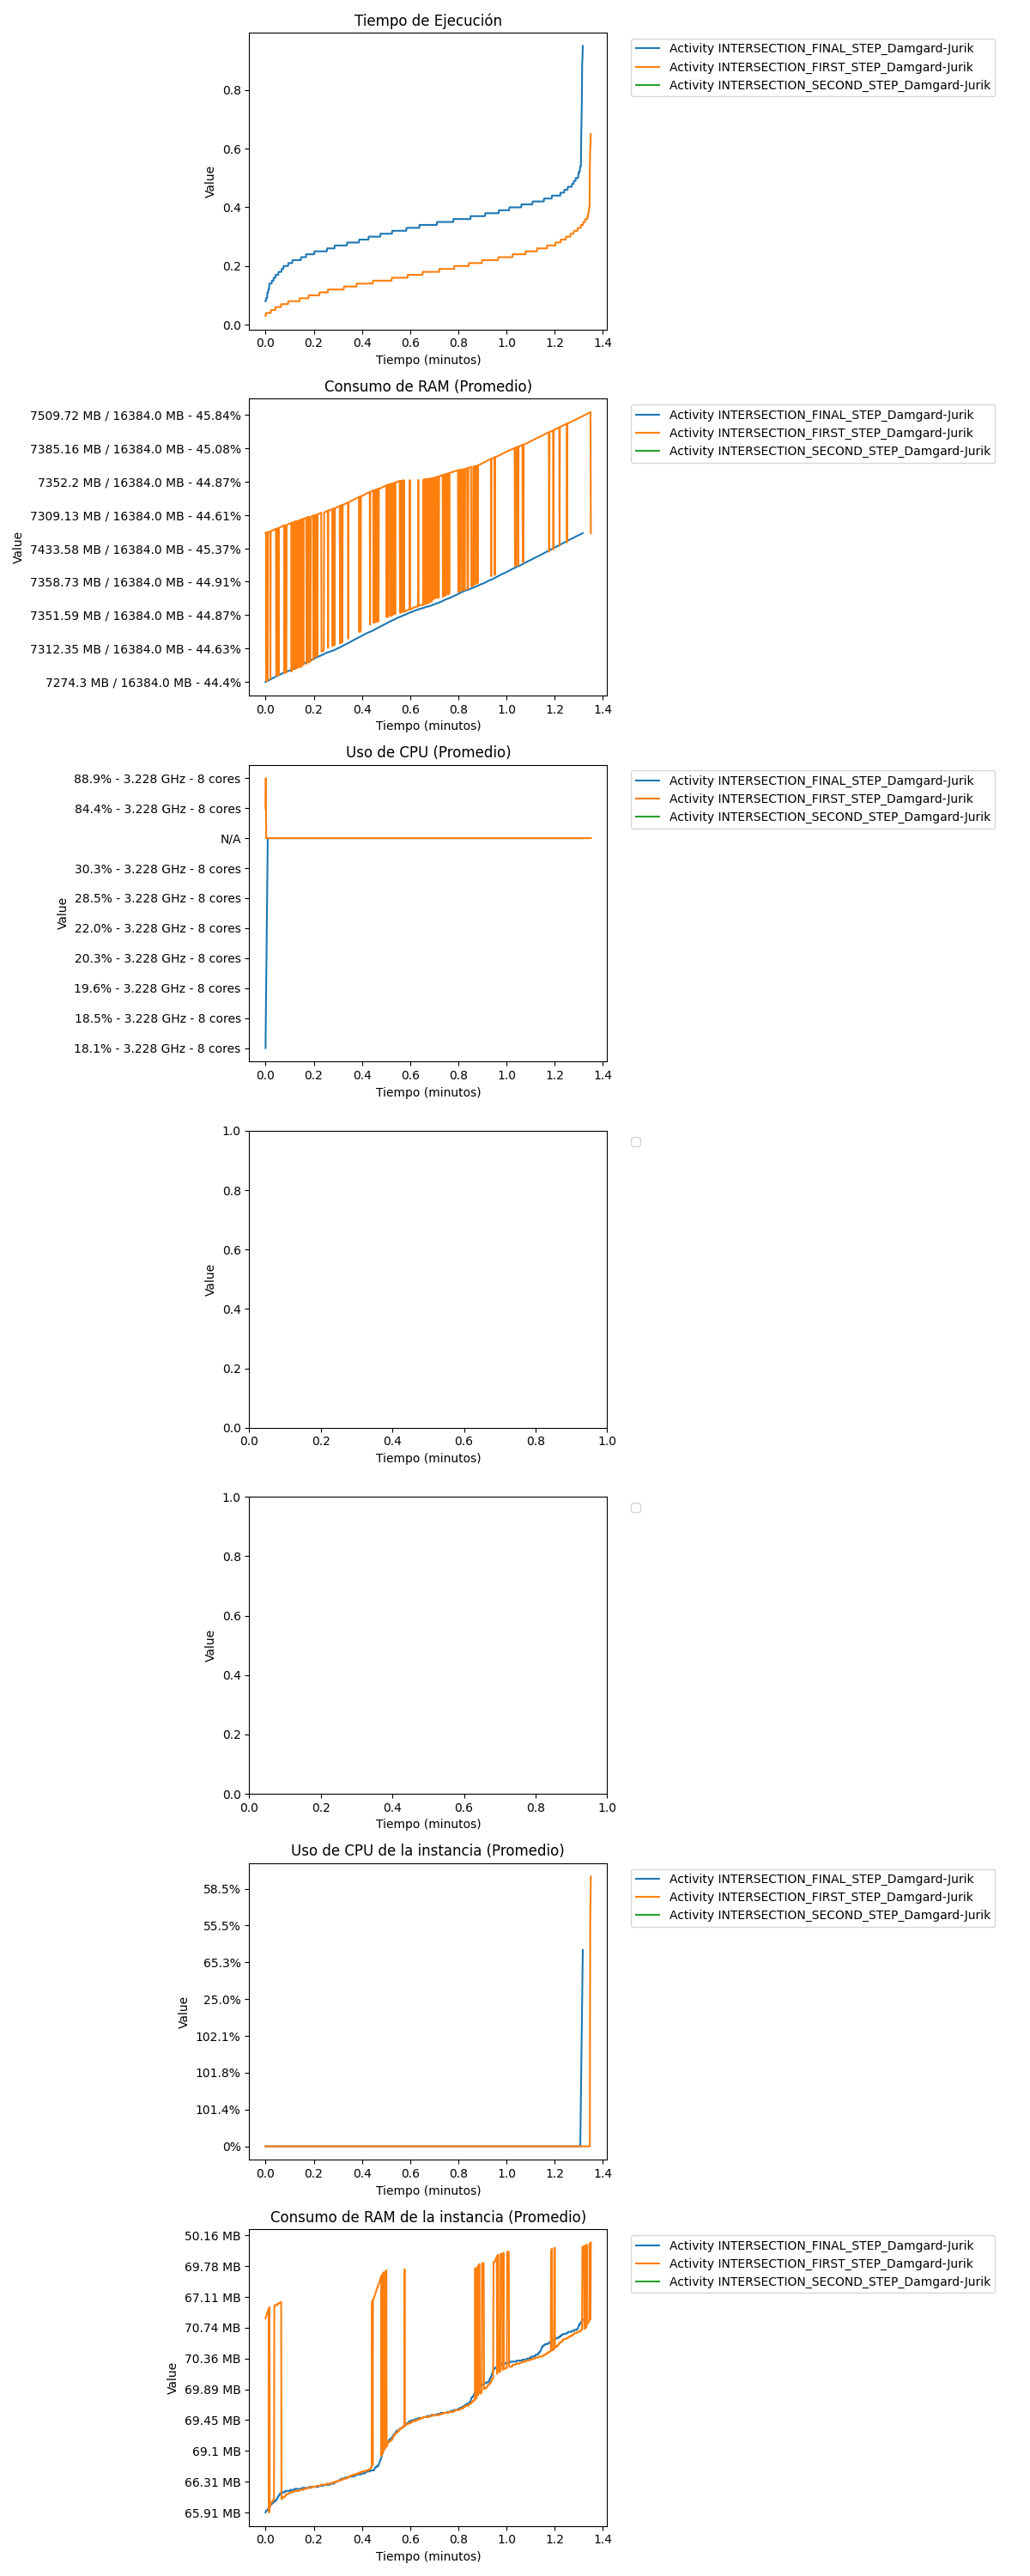 Tiempo de Ejecución
Activity INTERSECTION_FINAL_STEP_Damgard-Jurik
Activity INTERSECTION_FIRST_STEP_Damgard-Jurik
Activity INTERSECTION_SECOND_STEP_Damgard-Jurik
Value
0.8
0.6
0.4
0.2
0.0
0.0 0.2 0.4 0.6 0.8 1.0 1.2 1.4
Tiempo (minutos)
Consumo de RAM (Promedio)
Activity INTERSECTION_FINAL_STEP_Damgard-Jurik
Activity INTERSECTION_FIRST_STEP_Damgard-Jurik
Activity INTERSECTION_SECOND_STEP_Damgard-Jurik
Value
7509.72 MB / 16384.0 MB - 45.84%
7385.16 MB / 16384.0 MB - 45.08%
7352.2 MB / 16384.0 MB - 44.87%
7309.13 MB / 16384.0 MB - 44.61%
7433.58 MB / 16384.0 MB - 45.37%
7358.73 MB / 16384.0 MB - 44.91%
7351.59 MB / 16384.0 MB - 44.87%
7312.35 MB / 16384.0 MB - 44.63%
7274.3 MB / 16384.0 MB - 44.4%
0.0 0.2 0.4 0.6 0.8 1.0 1.2 1.4
Tiempo (minutos)
Uso de CPU (Promedio)
Activity INTERSECTION_FINAL_STEP_Damgard-Jurik
Activity INTERSECTION_FIRST_STEP_Damgard-Jurik
Activity INTERSECTION_SECOND_STEP_Damgard-Jurik
Value
88.9% - 3.228 GHz - 8 cores
84.4% - 3.228 GHz - 8 cores
N/A
30.3% - 3.228 GHz - 8 cores
28.5% - 3.228 GHz - 8 cores
22.0% - 3.228 GHz - 8 cores
20.3% - 3.228 GHz - 8 cores
19.6% - 3.228 GHz - 8 cores
18.5% - 3.228 GHz - 8 cores
18.1% - 3.228 GHz - 8 cores
0.0 0.2 0.4 0.6 0.8 1.0 1.2 1.4
Tiempo (minutos)
Value
1.0
0.8
0.6
0.4
0.2
0.0
0.0 0.2 0.4 0.6 0.8 1.0
Tiempo (minutos)
Value
1.0
0.8
0.6
0.4
0.2
0.0
0.0 0.2 0.4 0.6 0.8 1.0
Tiempo (minutos)
Uso de CPU de la instancia (Promedio)
Activity INTERSECTION_FINAL_STEP_Damgard-Jurik
Activity INTERSECTION_FIRST_STEP_Damgard-Jurik
Activity INTERSECTION_SECOND_STEP_Damgard-Jurik
Value
58.5%
55.5%
65.3%
25.0%
102.1%
101.8%
101.4%
0%
0.0 0.2 0.4 0.6 0.8 1.0 1.2 1.4
Tiempo (minutos)
Consumo de RAM de la instancia (Promedio)
Activity INTERSECTION_FINAL_STEP_Damgard-Jurik
Activity INTERSECTION_FIRST_STEP_Damgard-Jurik
Activity INTERSECTION_SECOND_STEP_Damgard-Jurik
Value
50.16 MB
69.78 MB
67.11 MB
70.74 MB
70.36 MB
69.89 MB
69.45 MB
69.1 MB
66.31 MB
65.91 MB
0.0 0.2 0.4 0.6 0.8 1.0 1.2 1.4
Tiempo (minutos)